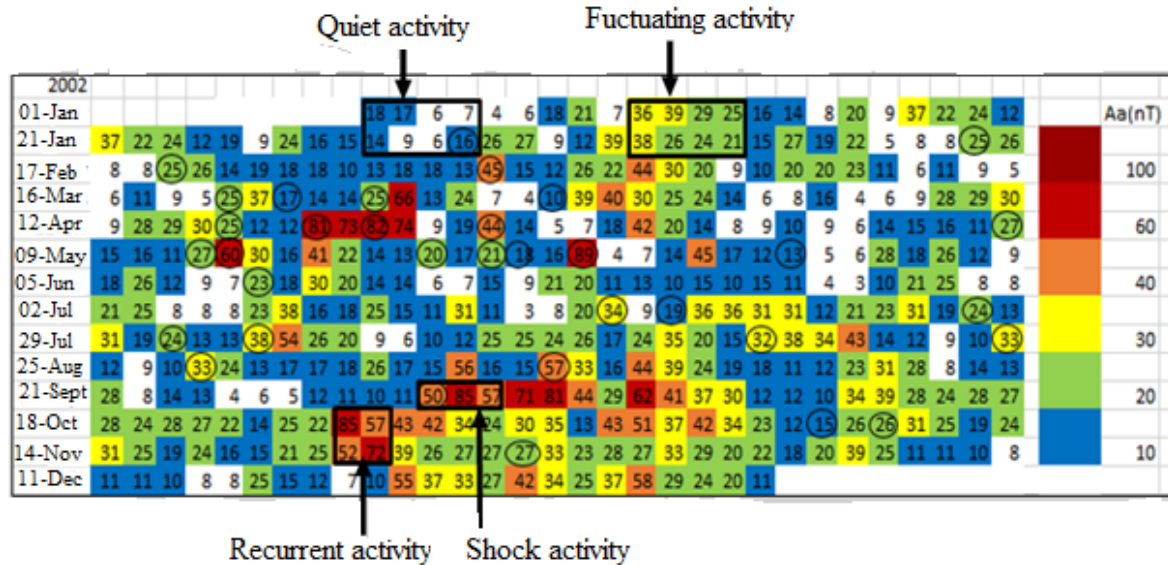 Quiet activity
Fuctuating activity
2002
01-Jan 18 17 6 7 4 6 18 21 7 36 39 29 25 16 14 8 20 9 37 22 24 12 Aa(nT)
21-Jan 37 22 24 12 19 9 24 16 15 14 9 6 16 26 27 9 12 39 38 26 24 21 15 27 19 22 5 8 8 25 26
17-Feb 8 8 25 26 14 19 18 18 10 13 18 18 13 45 15 12 26 22 44 30 20 9 10 20 20 23 11 6 11 9 5 100
16-Mar 6 11 9 5 25 37 17 14 14 25 66 13 24 7 4 10 39 40 30 25 24 14 6 8 16 4 6 9 28 29 30
12-Apr 9 28 29 30 25 12 12 81 73 82 74 9 19 44 14 5 7 18 42 20 14 8 9 10 9 6 14 15 16 11 27 60
09-May 15 16 11 27 60 30 16 41 22 14 13 20 17 21 18 16 89 4 7 14 45 17 12 13 5 6 28 18 26 12 9
05-Jun 18 26 12 9 7 23 18 30 20 14 14 6 7 15 9 21 20 11 13 10 15 10 15 11 4 3 10 21 25 8 8 40
02-Jul 21 25 8 8 8 23 38 16 18 25 15 11 31 11 3 8 20 34 9 19 36 36 31 31 12 21 23 31 19 24 13
29-Jul 31 19 24 13 13 38 54 26 20 9 6 10 12 25 25 24 26 17 24 35 20 15 32 38 34 43 14 12 9 10 33 30
25-Aug 12 9 10 33 24 13 17 17 18 26 17 15 56 16 15 57 33 16 44 39 24 19 18 11 12 23 31 28 14 13
21-Sept 28 8 14 13 4 6 5 12 11 10 11 50 85 57 71 81 44 29 62 41 37 30 12 12 10 34 39 28 24 28 27 20
18-Oct 28 24 28 27 22 14 25 22 85 57 43 42 34 24 30 35 13 43 51 37 42 34 23 12 15 26 26 31 25 19 24
14-Nov 31 25 19 24 16 15 21 25 52 72 39 26 27 27 27 33 23 28 27 33 29 20 22 18 20 39 25 11 11 10 8 10
11-Dec 11 11 10 8 8 25 15 12 7 10 55 37 33 27 42 34 25 37 58 29 24 20 11
Recurrent activity
Shock activity